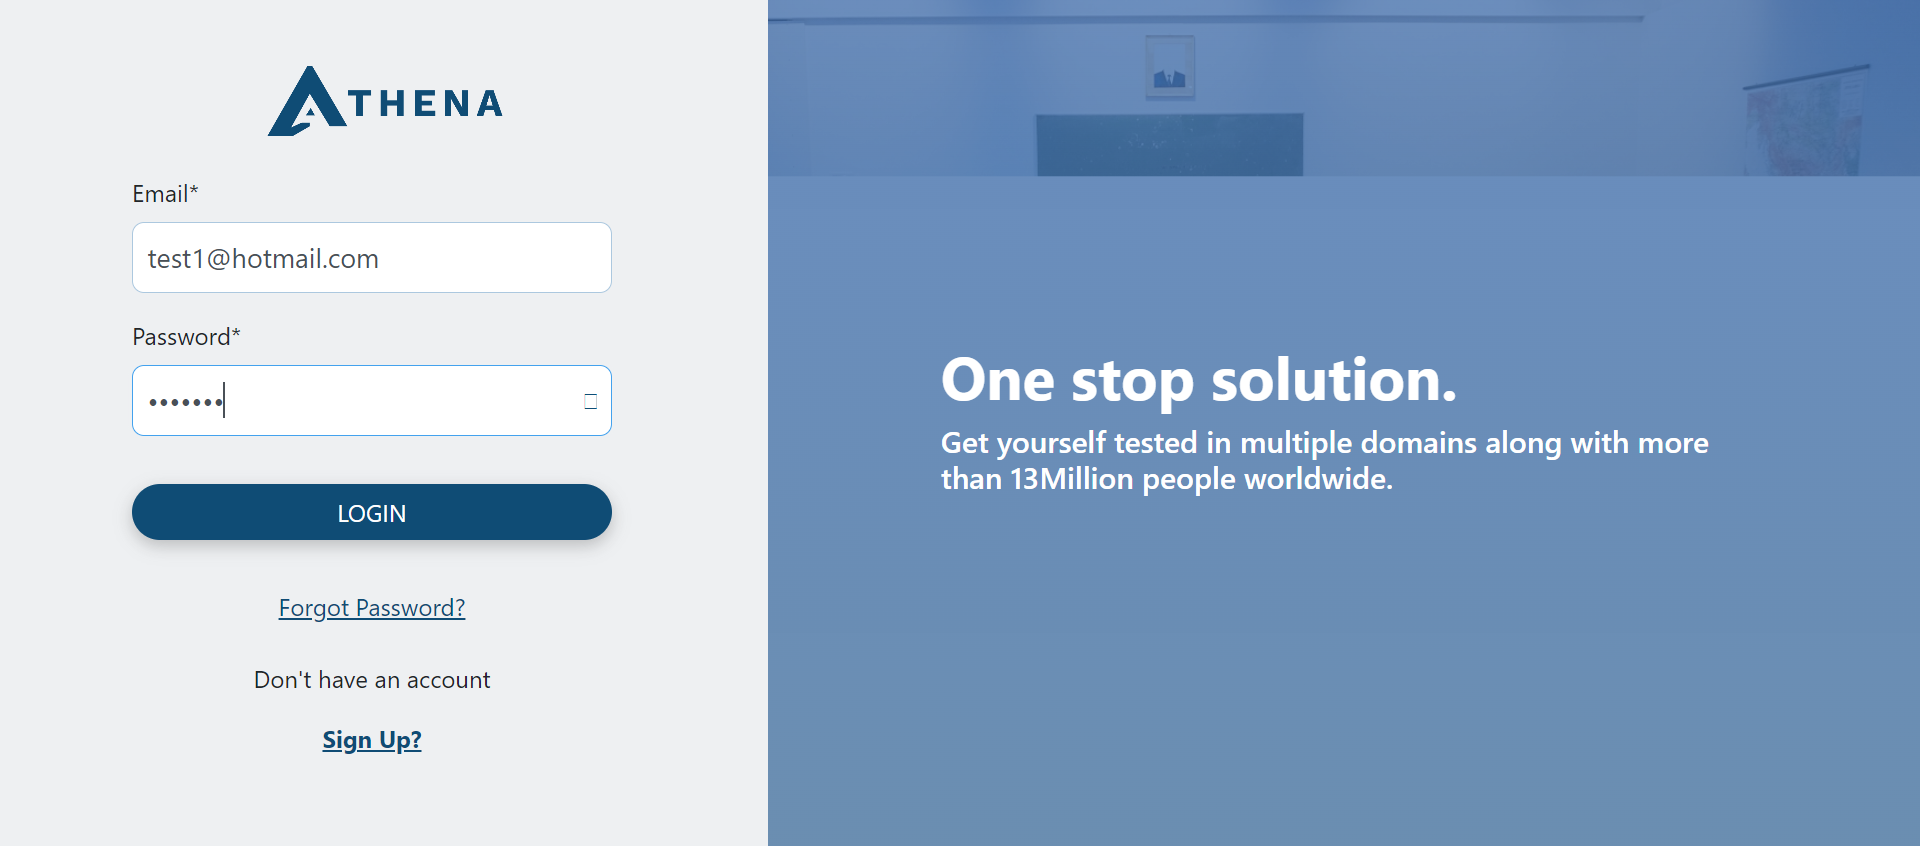 ATHENA
Email*
test1@hotmail.com
Password*
•••••••
LOGIN
Forgot Password?
Don't have an account
Sign Up?
One stop solution.
Get yourself tested in multiple domains along with more
than 13Million people worldwide.